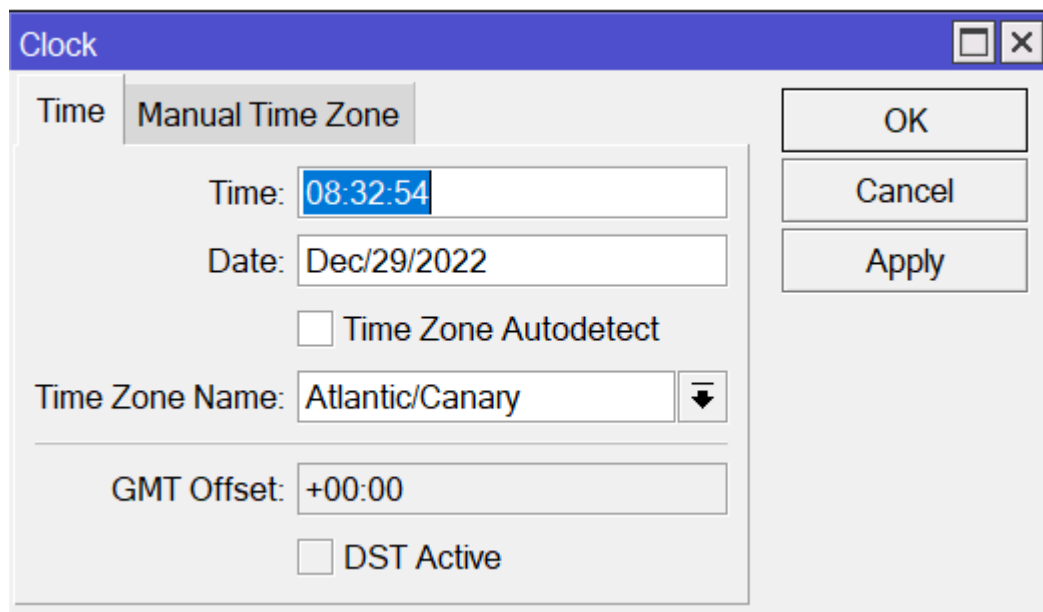 Clock
Time Manual Time Zone
OK
Time: 08:32:54
Cancel
Date: Dec/29/2022
Apply
Time Zone Autodetect
Time Zone Name: Atlantic/Canary
GMT Offset: +00:00
DST Active